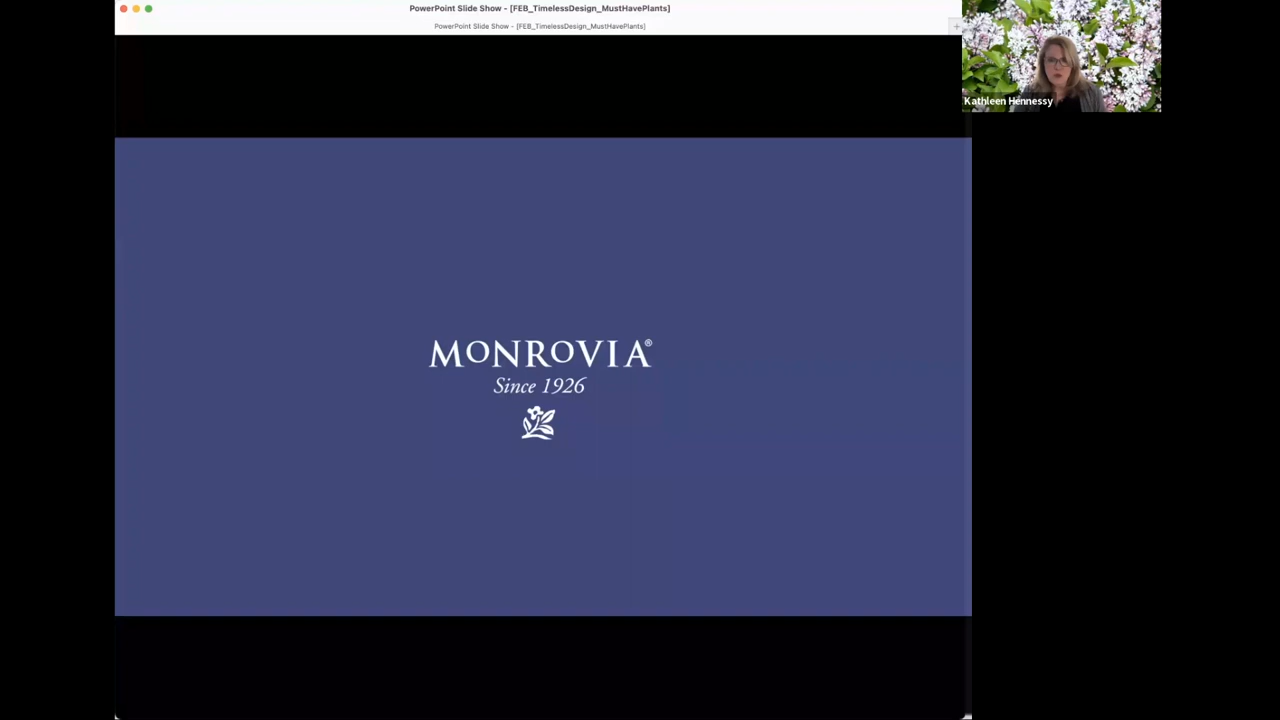 PowerPoint Slide Show - [FEB_TimelessDesign_MustHavePlants]
PowerPoint Slide Show - [FEB_TimelessDesign_MustHavePlants]
Kathleen Hennessy
MONROVIA®
Since 1926